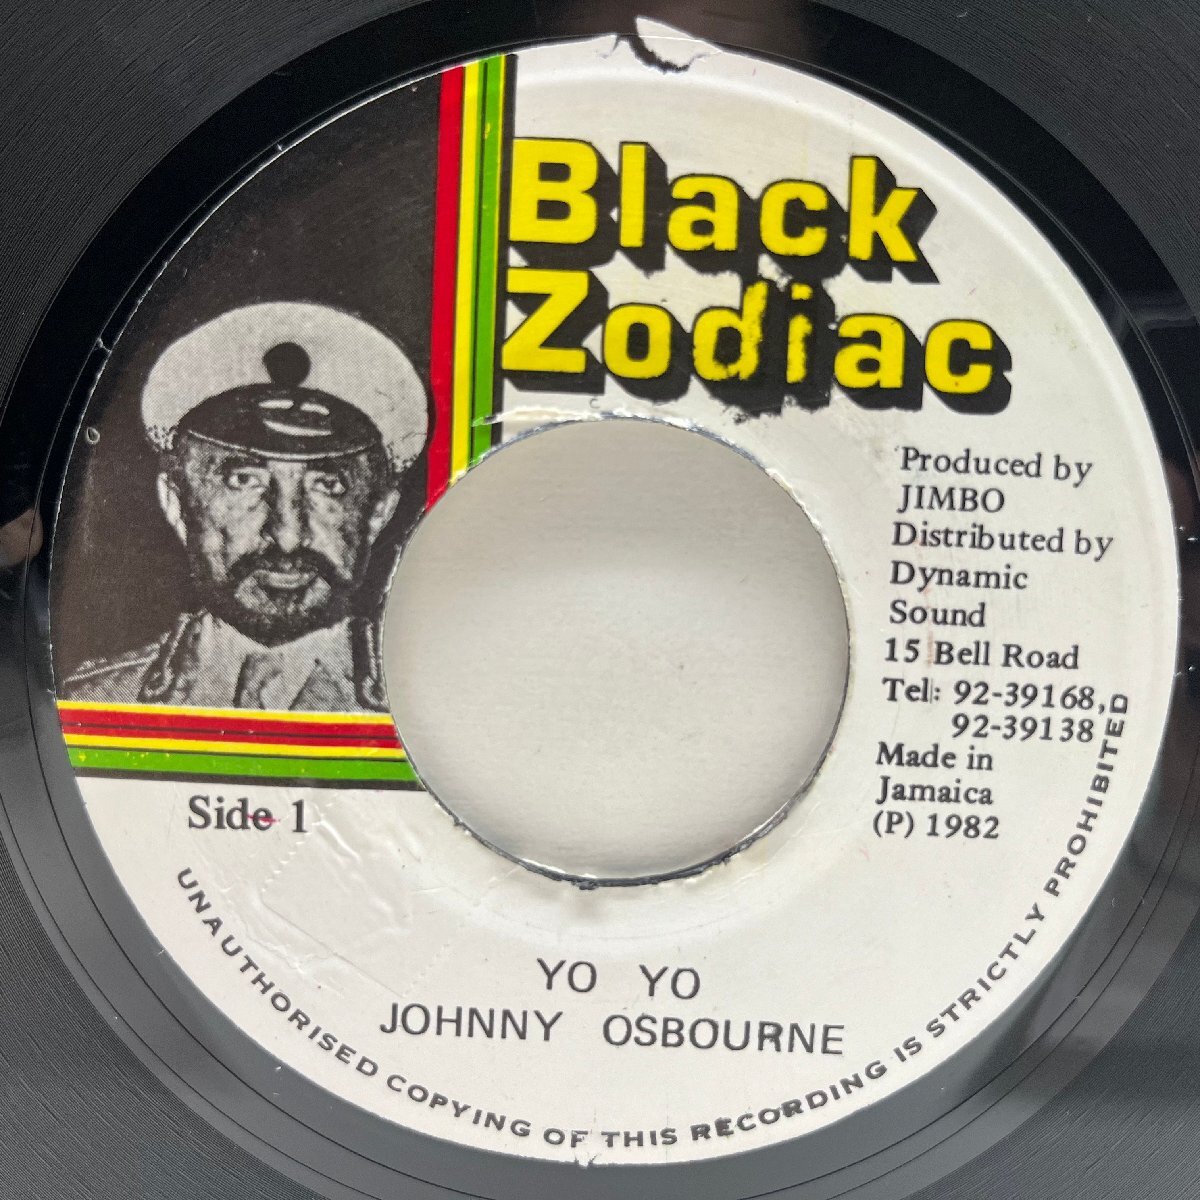 Black
Zodiac
Produced by
JIMBO
Distributed by
Dynamic
Sound
15 Bell Road
Tel: 92-39168,
92-39138
Made in
Jamaica
(P) 1982
Side 1
YO YO
JOHNNY OSBOURNE
UNAUTHORISED COPYING OF THIS RECORDING IS STRICTLY PROHIBITED